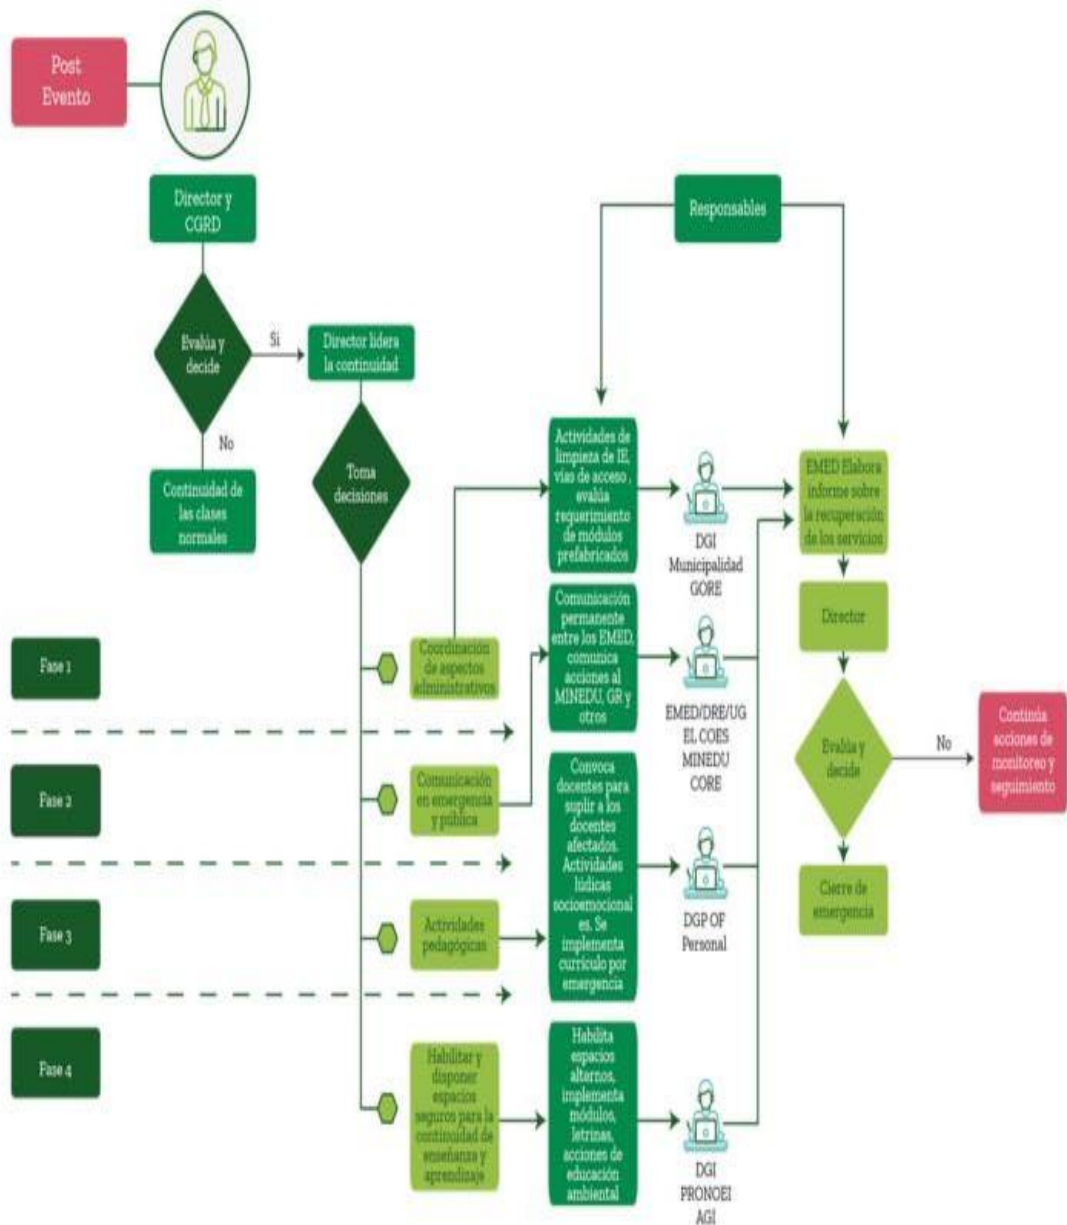 Post
Evento
Director y
CGRD
Evalúa y
decide
Si
No
Continuidad de
las clases
normales
Director lidera
la continuidad
Toma
decisiones
Responsables
Fase 1
Coordinación
de aspectos
administrativos
Actividades de
limpieza de IE,
vías de acceso ,
evalúa
requerimiento
de módulos
prefabricados
DGI
Municipalidad
GORE
Fase 2
Comunicación
en emergencia
y pública
Comunicación
permanente
entre los EMED,
comunica
acciones al
MINEDU, GR y
otros
EMED/DRE/UG
EL COES
MINEDU
CORE
Fase 3
Actividades
pedagógicas
Convoca
docentes para
suplir a los
docentes
afectados.
Actividades
lúdicas
socioemocional
es. Se
implementa
currículo por
emergencia
DGP OF
Personal
Fase 4
Habilitar y
disponer
espacios
seguros para la
continuidad de
enseñanza y
aprendizaje
Habilita
espacios
alternos,
implementa
módulos,
letrinas,
acciones de
educación
ambiental
DGI
PRONOEI
AGI
EMED Elabora
informe sobre
la recuperación
de los servicios
Director
Evalúa y
decide
No
Continúa
acciones de
monitoreo y
seguimiento
Cierre de
emergencia